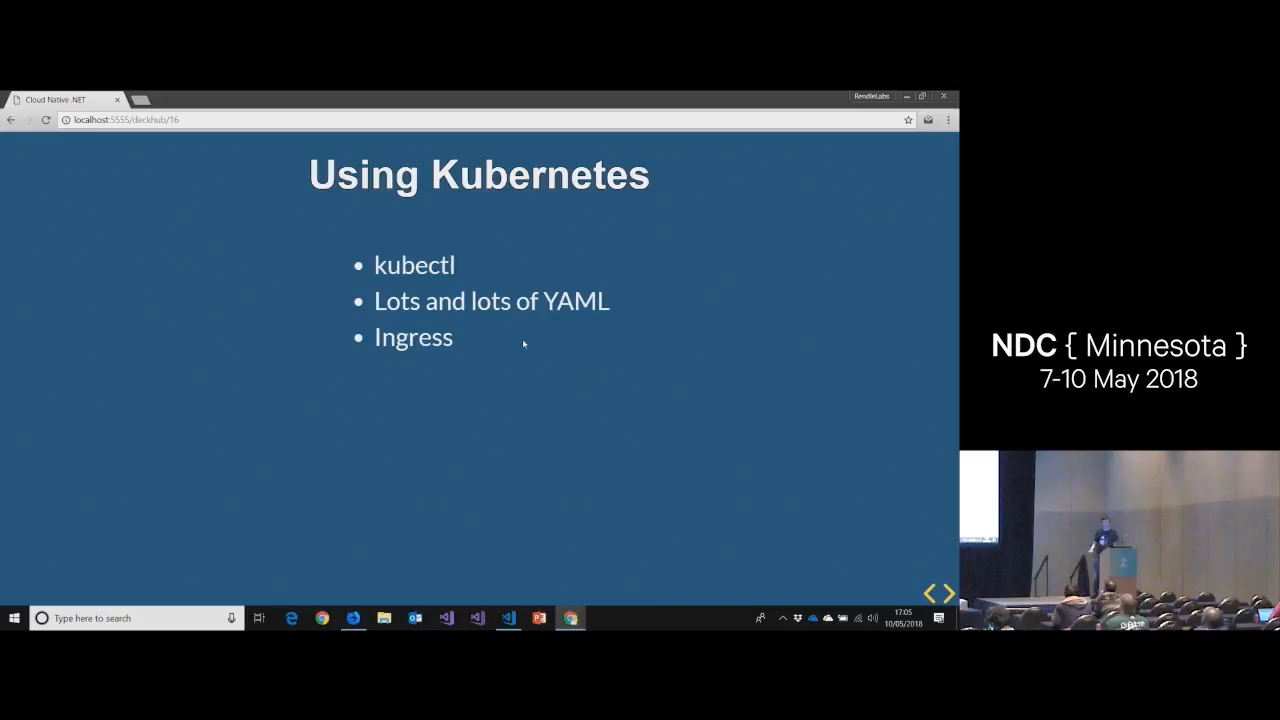 Cloud Native .NET
RendleLabs
localhost:5555/deckhub/16
Using Kubernetes
• kubectl
• Lots and lots of YAML
• Ingress
NDC { Minnesota }
7-10 May 2018
Type here to search
17:05
10/05/2018